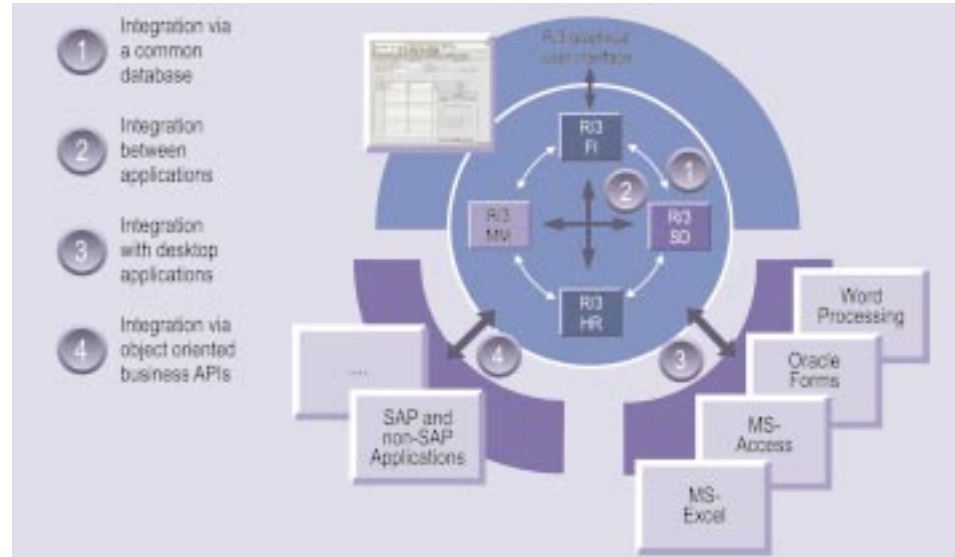 1
Integration via
a common
database
2
Integration
between
applications
3
Integration
with desktop
applications
4
Integration via
object oriented
business APIs
R/3 graphical
user interface
R/3
FI
1
2
R/3
MM
R/3
SD
R/3
HR
4
3
....
SAP and
non-SAP
Applications
Word
Processing
Oracle
Forms
MS-
Access
MS-
Excel